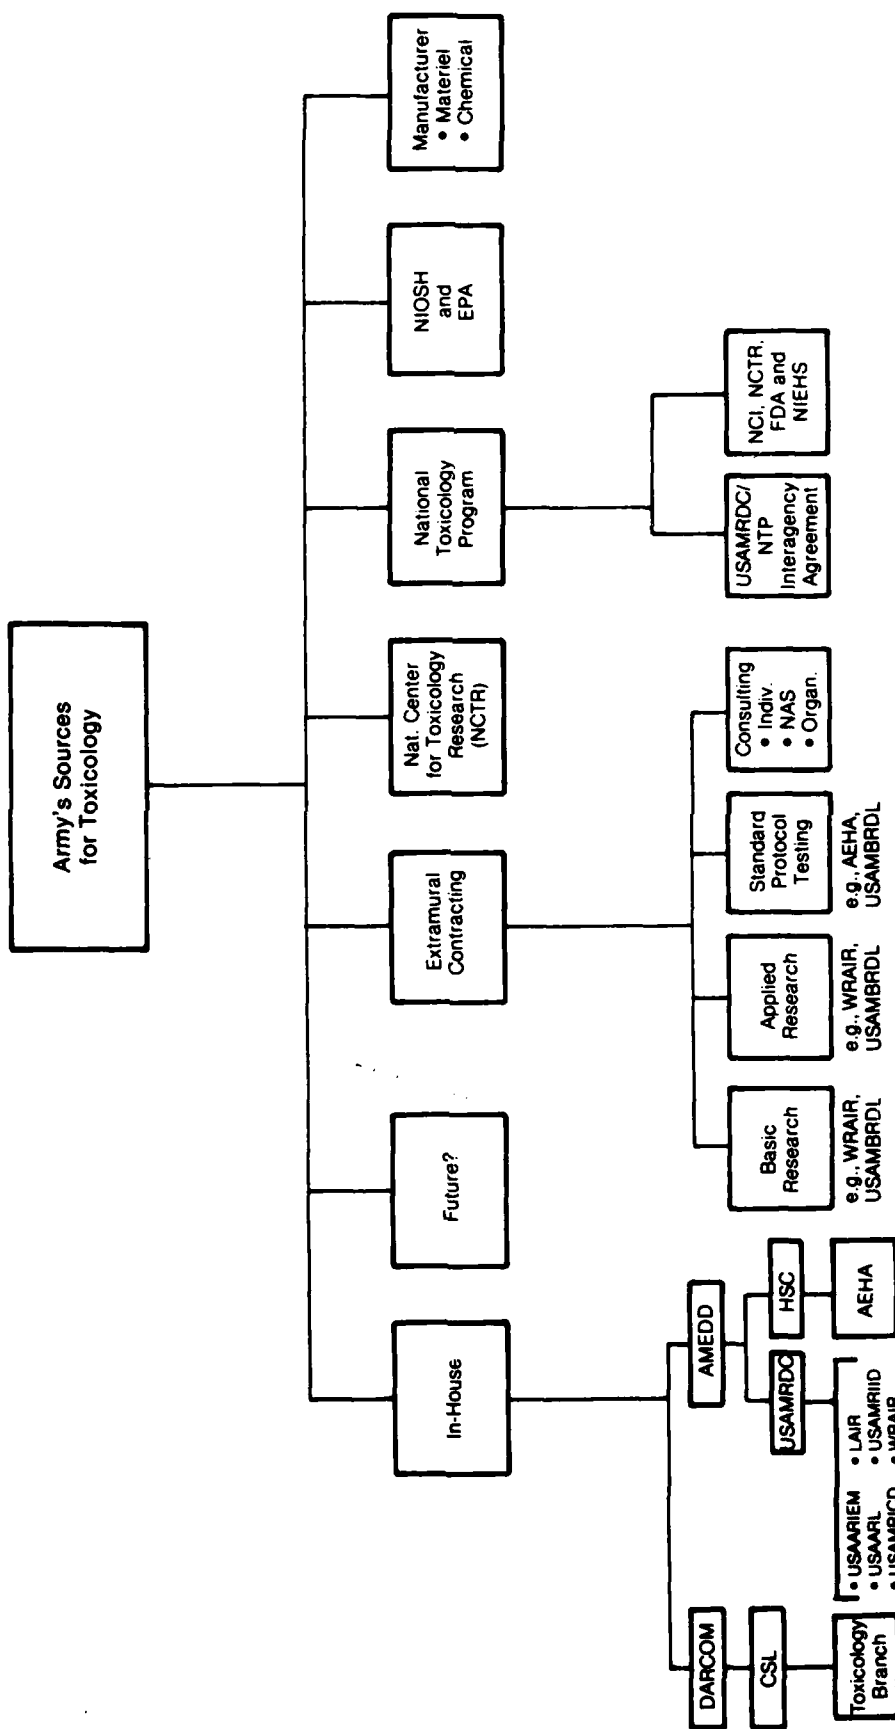 Army's Sources
for Toxicology
In-House
Future?
Extramural
Contracting
Nat. Center
for Toxicology
Research
(NCTR)
National
Toxicology
Program
NIOSH
and
EPA
Manufacturer
• Materiel
• Chemical
DARCOM
CSL
Toxicology
Branch
AMEDD
USAMRDC
• USAARIEM
• USAARL
• USAMRICD
• LAIR
• USAMRIID
• WRAIR
HSC
AEHA
Basic
Research
e.g., WRAIR,
USAMBRDL
Applied
Research
e.g., WRAIR,
USAMBRDL
Standard
Protocol
Testing
e.g., AEHA,
USAMBRDL
Consulting
• Indiv.
• NAS
• Organ.
USAMRDC/
NTP
Interagency
Agreement
NCI, NCTR,
FDA and
NIEHS